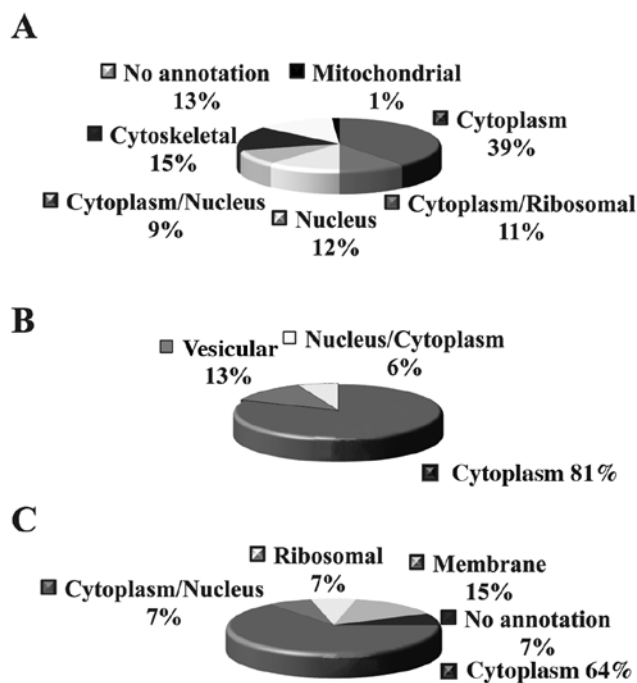 A
No annotation
13%
Mitochondrial
1%
Cytoplasm
39%
Cytoskeletal
15%
Cytoplasm/Nucleus
9%
Nucleus
12%
Cytoplasm/Ribosomal
11%
B
Vesicular
13%
Nucleus/Cytoplasm
6%
Cytoplasm 81%
C
Cytoplasm/Nucleus
7%
Ribosomal
7%
Membrane
15%
No annotation
7%
Cytoplasm 64%